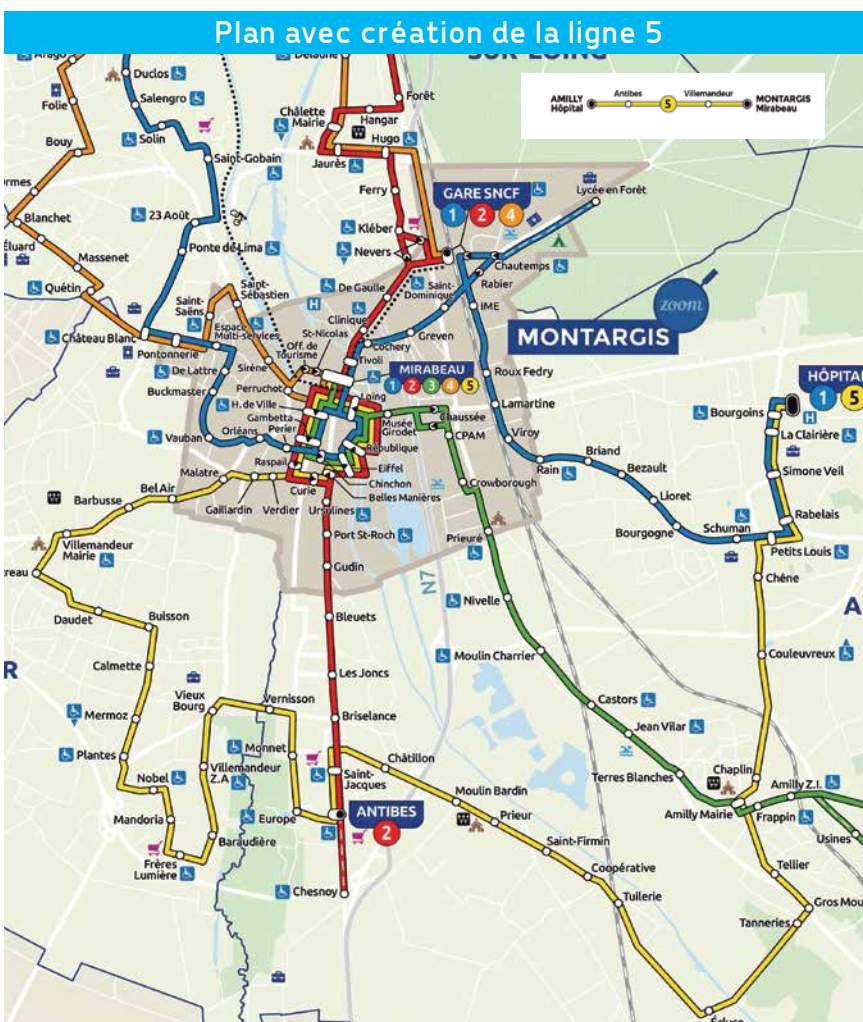 Plan avec création de la ligne 5
SUR-LOING
AMILLY
Hôpital
Antibes
5
Villemandeur
MONTARGIS
Mirabeau
Arago
Duclos
Salengro
Folie
Solin
Bouy
Saint-Gobain
Blanchet
23 Août
Éluard
Massenet
Ponte de Lima
Quétin
Château Blanc
Pontonnerie
Saint-
Saëns
Saint-
Sébastien
Espace
Multi-services
De Lattre
Buckmaster
Sirène
Perruchot
Vauban
Orléans
H. de Ville
Gambetta
Perier
Raspail
Delaune
Forêt
Châlette
Mairie
Hangar
Hugo
Jaurès
Ferry
Kléber
Nevers
GARE SNCF
1 2 4
Lycée en Forêt
De Gaulle
Saint-
Dominique
Chautemps
Rabier
Clinique
IME
Greven
Cochery
Tivoli
St-Nicolas
Off. de
Tourisme
zoom
MONTARGIS
MIRABEAU
1 2 3 4 5
Loing
Roux Fedry
Lamartine
Viroy
Rain
Briand
Bezault
Lioret
Bourgogne
Schuman
Petits Louis
Rabelais
Simone Veil
La Clairière
Bourgoins
HÔPITAL
1 5
H
H
Musée
Girodet
Chaussée
CPAM
République
Eiffel
Chinchon
Belles Manières
Crowborough
Curie
Ursulines
Malatre
Bel Air
Barbusse
Gaillardin
Verdier
Villemandeur
Mairie
Port St-Roch
Gudin
Prieuré
N7
Nivelle
Daudet
Buisson
Bleuets
Moulin Charrier
Calmette
Les Joncs
Mermoz
Vieux
Bourg
Vernisson
Briselance
Castors
Jean Vilar
Plantes
Monnet
Nobel
Villemandeur
Z.A
Saint-
Jacques
Châtillon
Terres Blanches
Mandoria
Europe
ANTIBES
2
Moulin Bardin
Prieur
Frères
Lumière
Baraudière
Chesnoy
Saint-Firmin
Coopérative
Tuilerie
Chêne
Couleuvreux
Chaplin
Amilly Mairie
Amilly Z.I.
Frappin
Usines
Tellier
Tanneries
Écluse
R
A